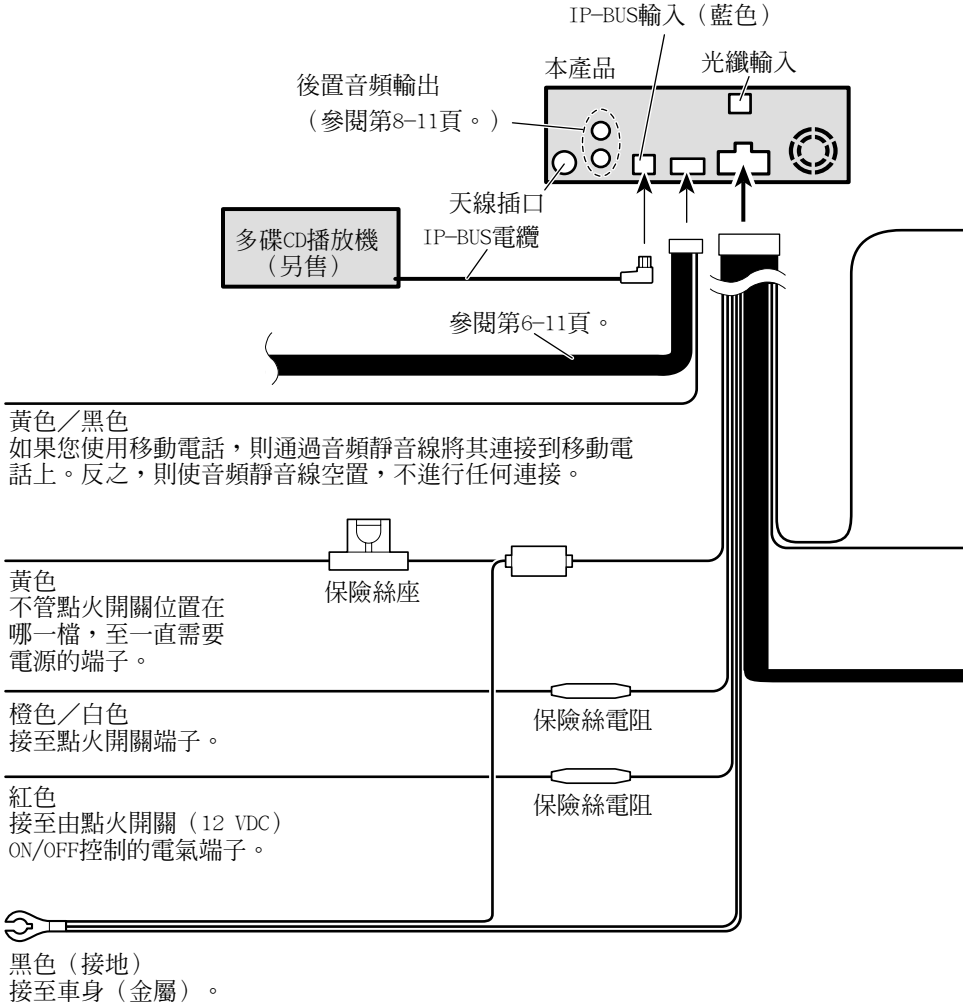 IP-BUS輸入（藍色）
光纖輸入
本產品
後置音頻輸出
（參閱第8-11頁。）
天線插口
多碟CD播放機
（另售）
IP-BUS電纜
參閱第6-11頁。
黃色／黑色
如果您使用移動電話，則通過音頻靜音線將其連接到移動電
話上。反之，則使音頻靜音線空置，不進行任何連接。
保險絲座
黃色
不管點火開關位置在
哪一檔，至一直需要
電源的端子。
橙色／白色
接至點火開關端子。
保險絲電阻
紅色
接至由點火開關（12 VDC）
ON/OFF控制的電氣端子。
保險絲電阻
黑色（接地）
接至車身（金屬）。